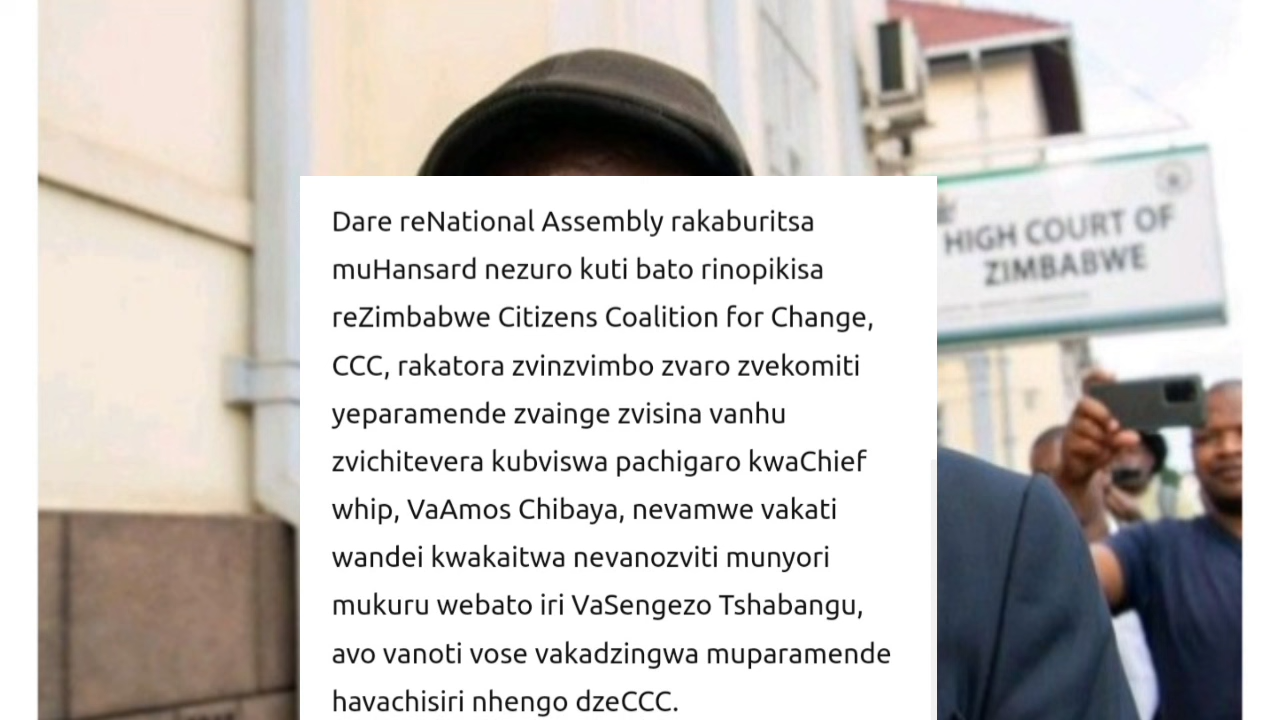 Dare reNational Assembly rakaburitsa
muHansard nezuro kuti bato rinopikisa
reZimbabwe Citizens Coalition for Change,
CCC, rakatora zvinzvimbo zvaro zvekomiti
yeparamende zvainge zvisina vanhu
zvichitevera kubviswa pachigaro kwaChief
whip, VaAmos Chibaya, nevamwe vakati
wandei kwakaitwa nevanozviti munyori
mukuru webato iri VaSengezo Tshabangu,
avo vanoti vose vakadzingwa muparamende
havachisiri nhengo dzeCCC.
HIGH COURT OF
ZIMBABWE